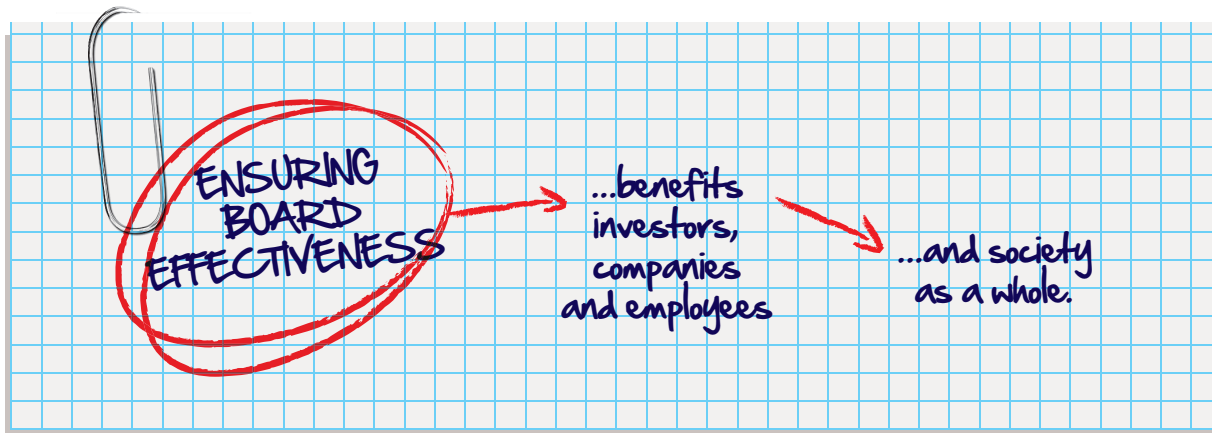 ENSURING
BOARD
EFFECTIVENESS
...benefits
investors,
companies
and employees
...and society
as a whole.